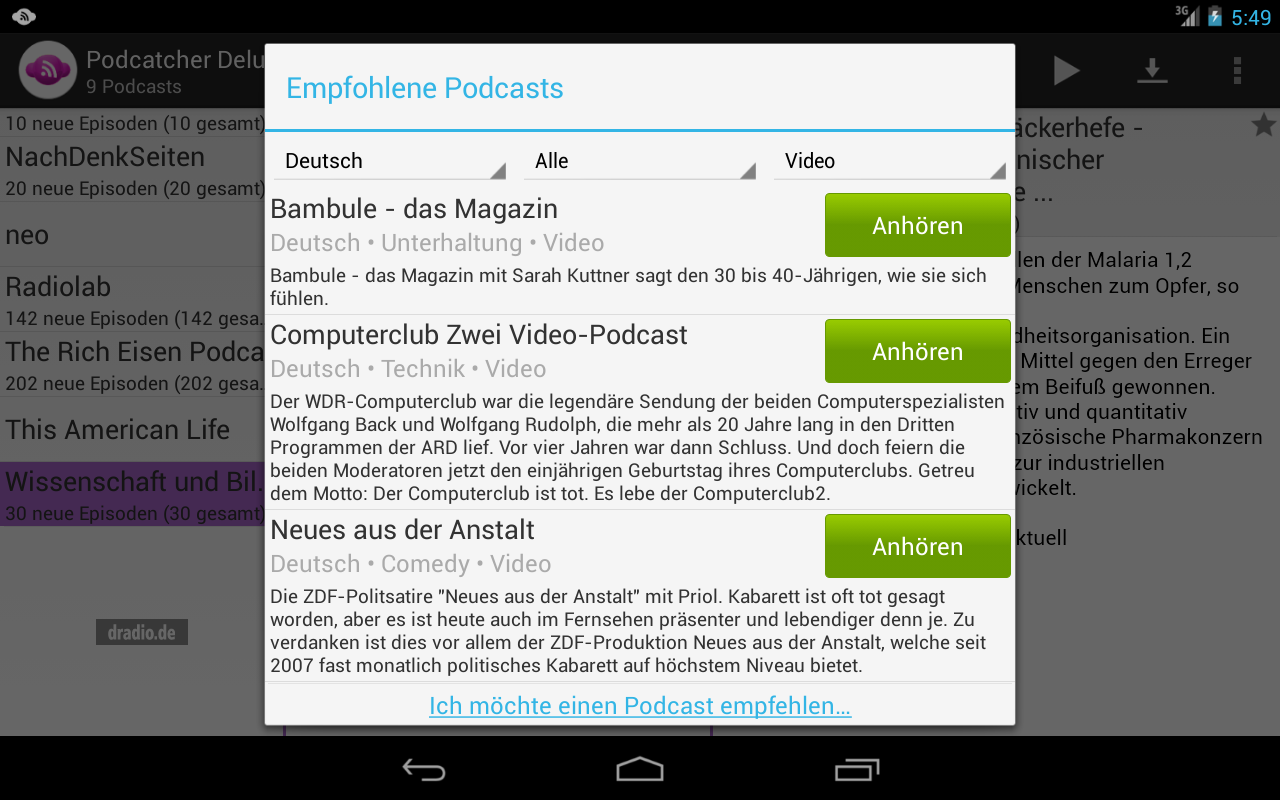 3G
5:49
Podcatcher Delu
9 Podcasts
Empfohlene Podcasts
Deutsch
Alle
Video
Bambule - das Magazin
Anhören
Deutsch • Unterhaltung • Video
Bambule - das Magazin mit Sarah Kuttner sagt den 30 bis 40-Jährigen, wie sie sich
fühlen.
Computerclub Zwei Video-Podcast
Anhören
Deutsch • Technik • Video
Der WDR-Computerclub war die legendäre Sendung der beiden Computerspezialisten
Wolfgang Back und Wolfgang Rudolph, die mehr als 20 Jahre lang in den Dritten
Programmen der ARD lief. Vor vier Jahren war dann Schluss. Und doch feiern die
beiden Moderatoren jetzt den einjährigen Geburtstag ihres Computerclubs. Getreu
dem Motto: Der Computerclub ist tot. Es lebe der Computerclub2.
Neues aus der Anstalt
Anhören
Deutsch • Comedy • Video
Die ZDF-Politsatire "Neues aus der Anstalt" mit Priol. Kabarett ist oft tot gesagt
worden, aber es ist heute auch im Fernsehen präsenter und lebendiger denn je. Zu
verdanken ist dies vor allem der ZDF-Produktion Neues aus der Anstalt, welche seit
2007 fast monatlich politisches Kabarett auf höchstem Niveau bietet.
Ich möchte einen Podcast empfehlen...
10 neue Episoden (10 gesamt)
NachDenkSeiten
20 neue Episoden (20 gesamt)
neo
Radiolab
142 neue Episoden (142 gesa...
The Rich Eisen Podca
202 neue Episoden (202 gesa...
This American Life
Wissenschaft und Bil...
30 neue Episoden (30 gesamt)
dradio.de
äckerhefe -
nischer
e ...
)
len der Malaria 1,2
Menschen zum Opfer, so
dheitsorganisation. Ein
Mittel gegen den Erreger
em Beifuß gewonnen.
tiv und quantitativ
nzösische Pharmakonzern
zur industriellen
wickelt.
ktuell